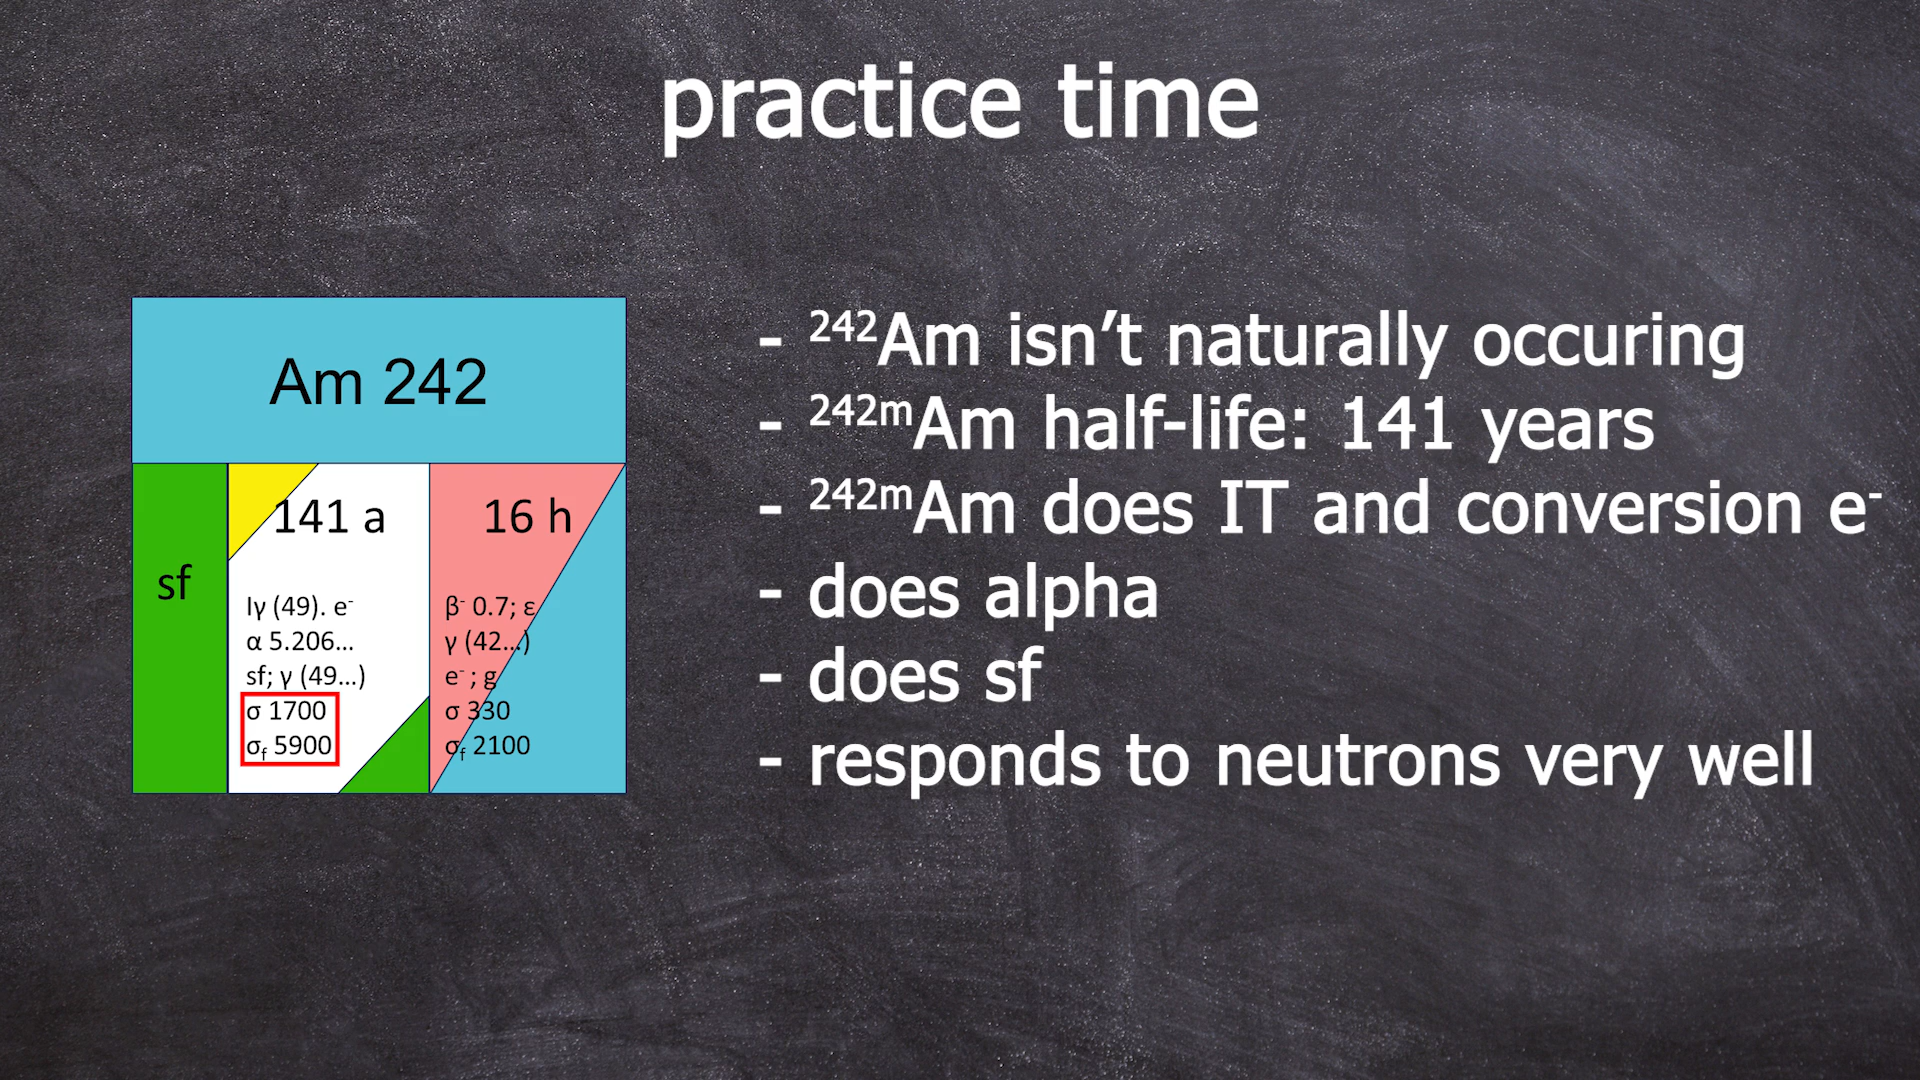 practice time
Am 242
sf
141 a
Iγ (49). e⁻
α 5.206...
sf; γ (49...)
σ 1700
σf 5900
16 h
β⁻ 0.7; ε
γ (42...)
e⁻ ; g
σ 330
σf 2100
- ²⁴²Am isn’t naturally occuring
- ²⁴²ᵐAm half-life: 141 years
- ²⁴²ᵐAm does IT and conversion e⁻
- does alpha
- does sf
- responds to neutrons very well